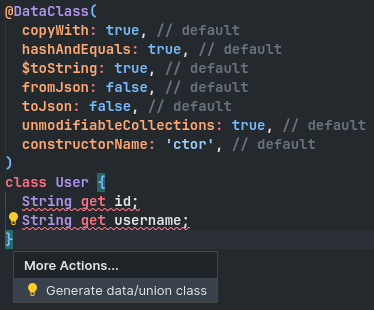 @DataClass(
copyWith: true, // default
hashAndEquals: true, // default
$toString: true, // default
fromJson: false, // default
toJson: false, // default
unmodifiableCollections: true, // default
constructorName: 'ctor', // default
)
class User {
String get id;
String get username;
}
More Actions...
Generate data/union class